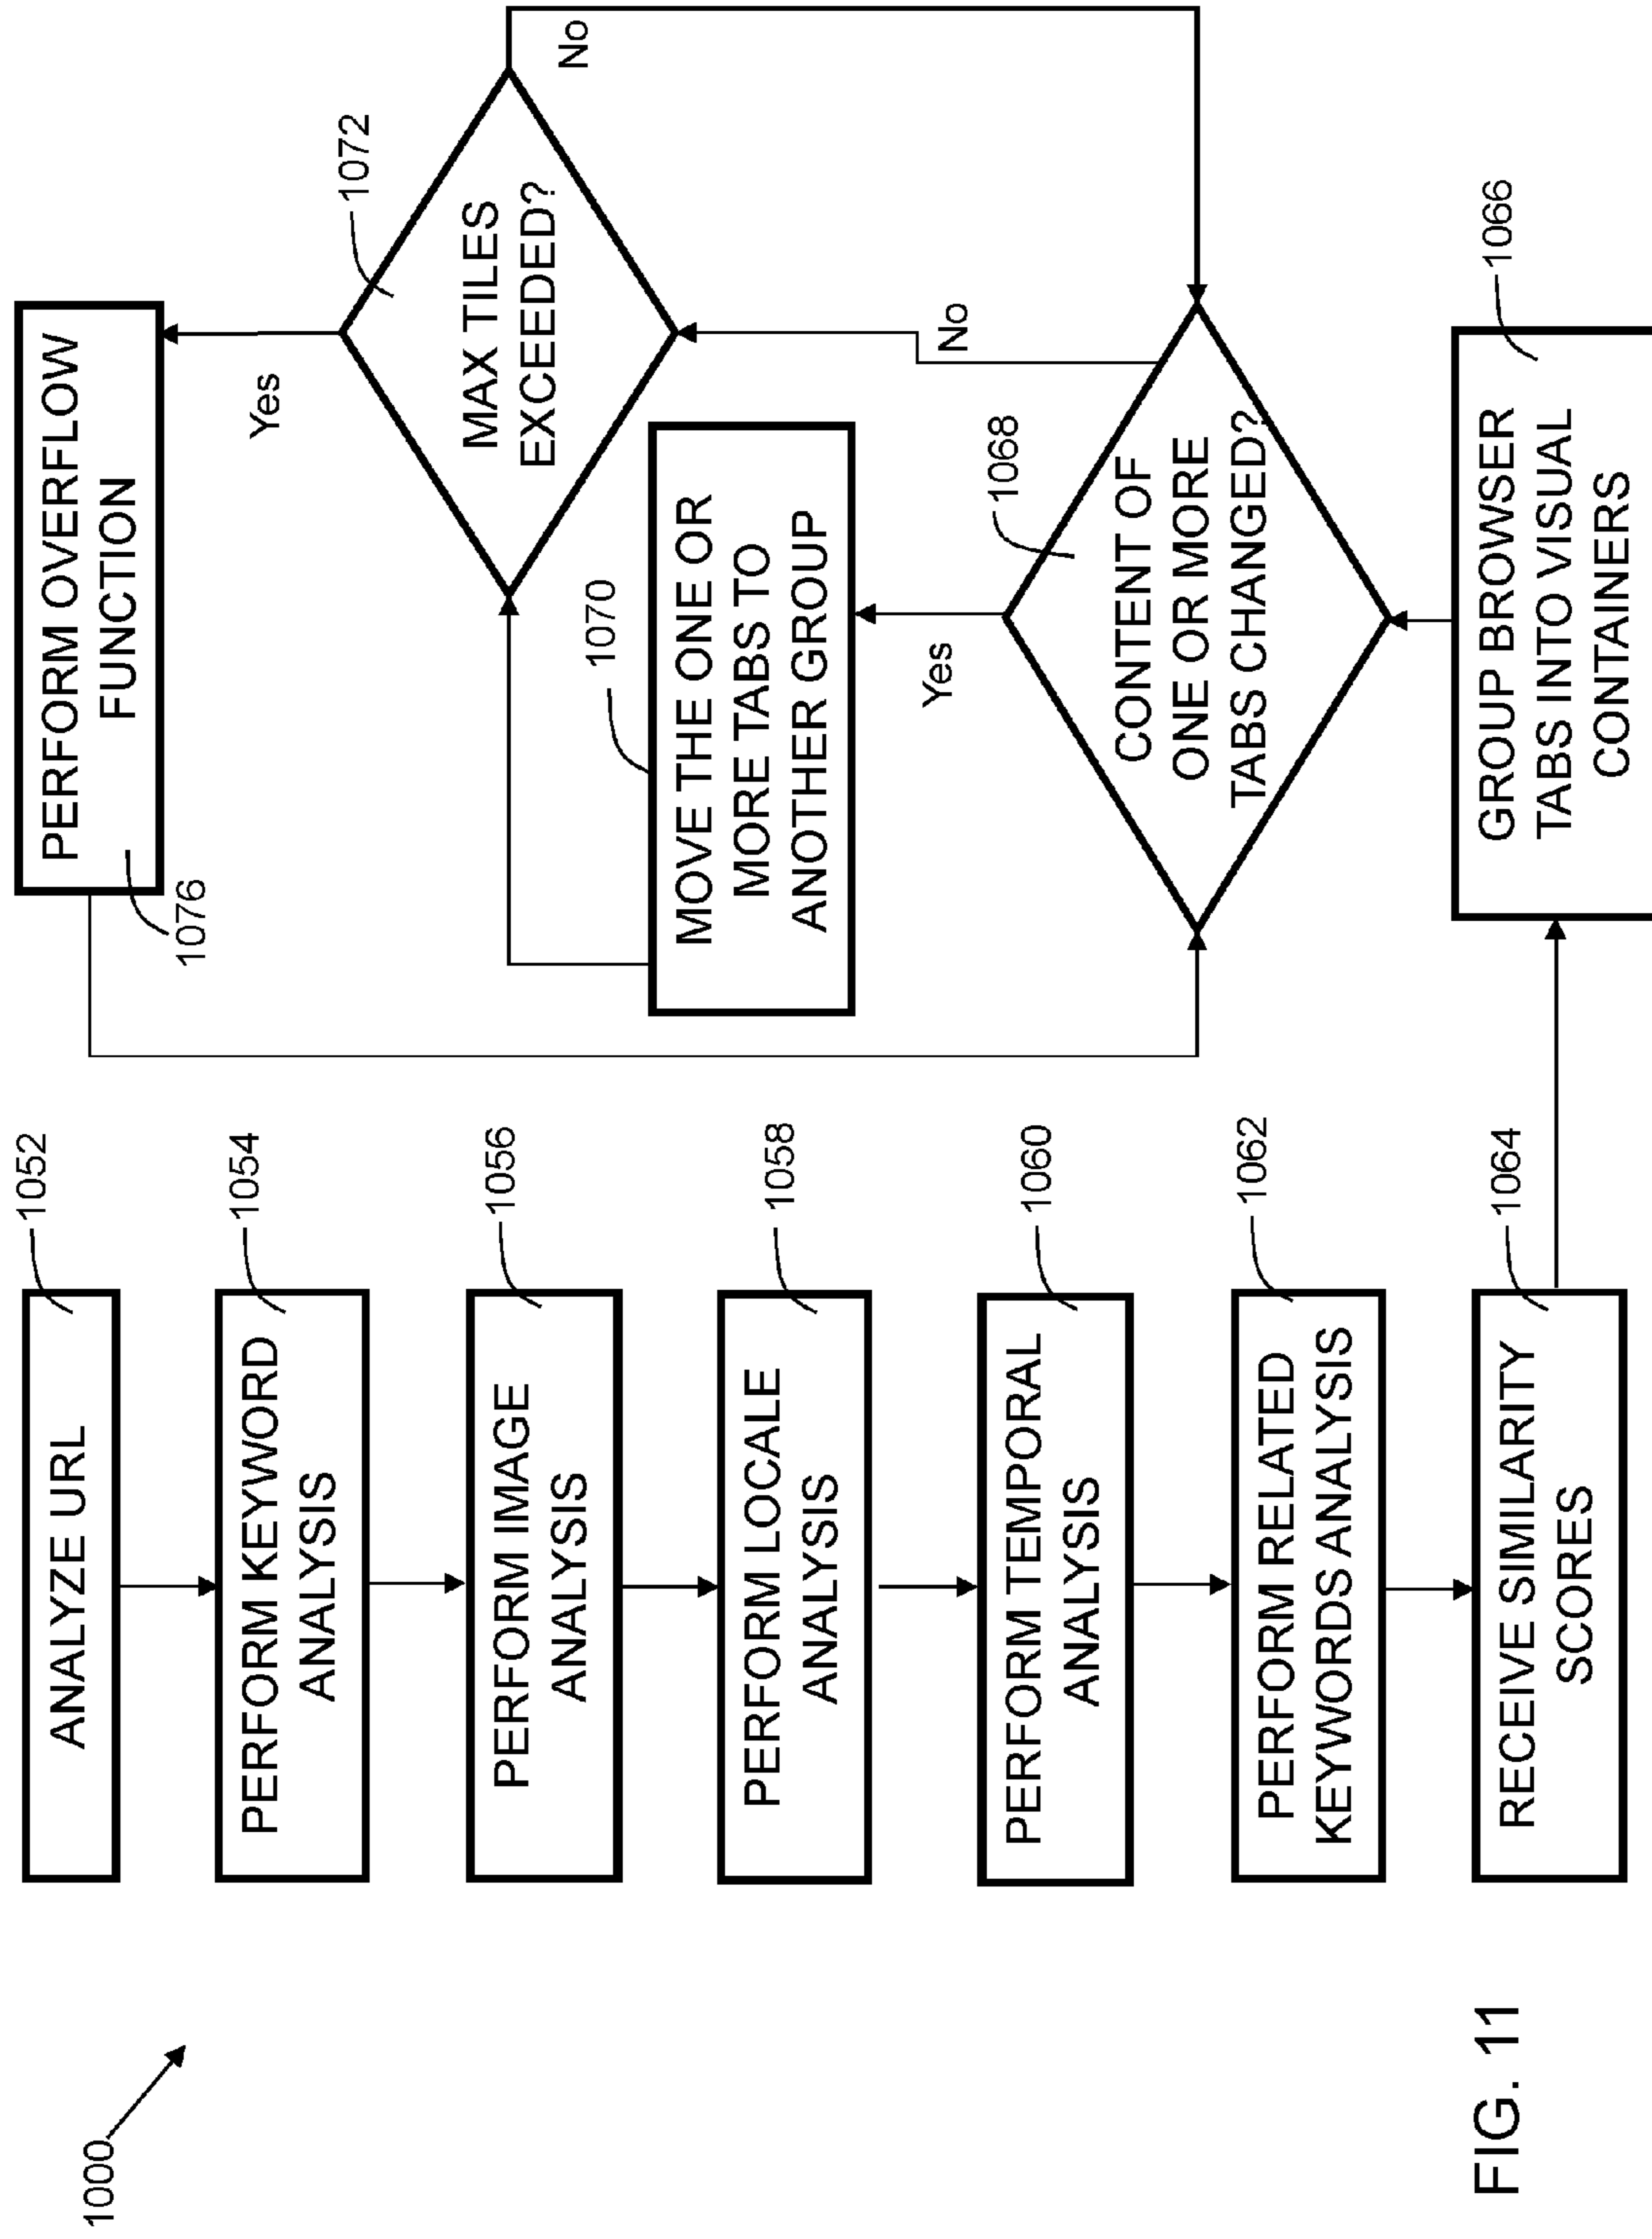 1000
ANALYZE URL
1052
PERFORM KEYWORD
ANALYSIS
1054
PERFORM IMAGE
ANALYSIS
1056
PERFORM LOCALE
ANALYSIS
1058
PERFORM TEMPORAL
ANALYSIS
1060
PERFORM RELATED
KEYWORDS ANALYSIS
1062
RECEIVE SIMILARITY
SCORES
1064
GROUP BROWSER
TABS INTO VISUAL
CONTAINERS
1066
CONTENT OF
ONE OR MORE
TABS CHANGED?
1068
Yes
No
MOVE THE ONE OR
MORE TABS TO
ANOTHER GROUP
1070
MAX TILES
EXCEEDED?
1072
Yes
No
PERFORM OVERFLOW
FUNCTION
1076
FIG. 11